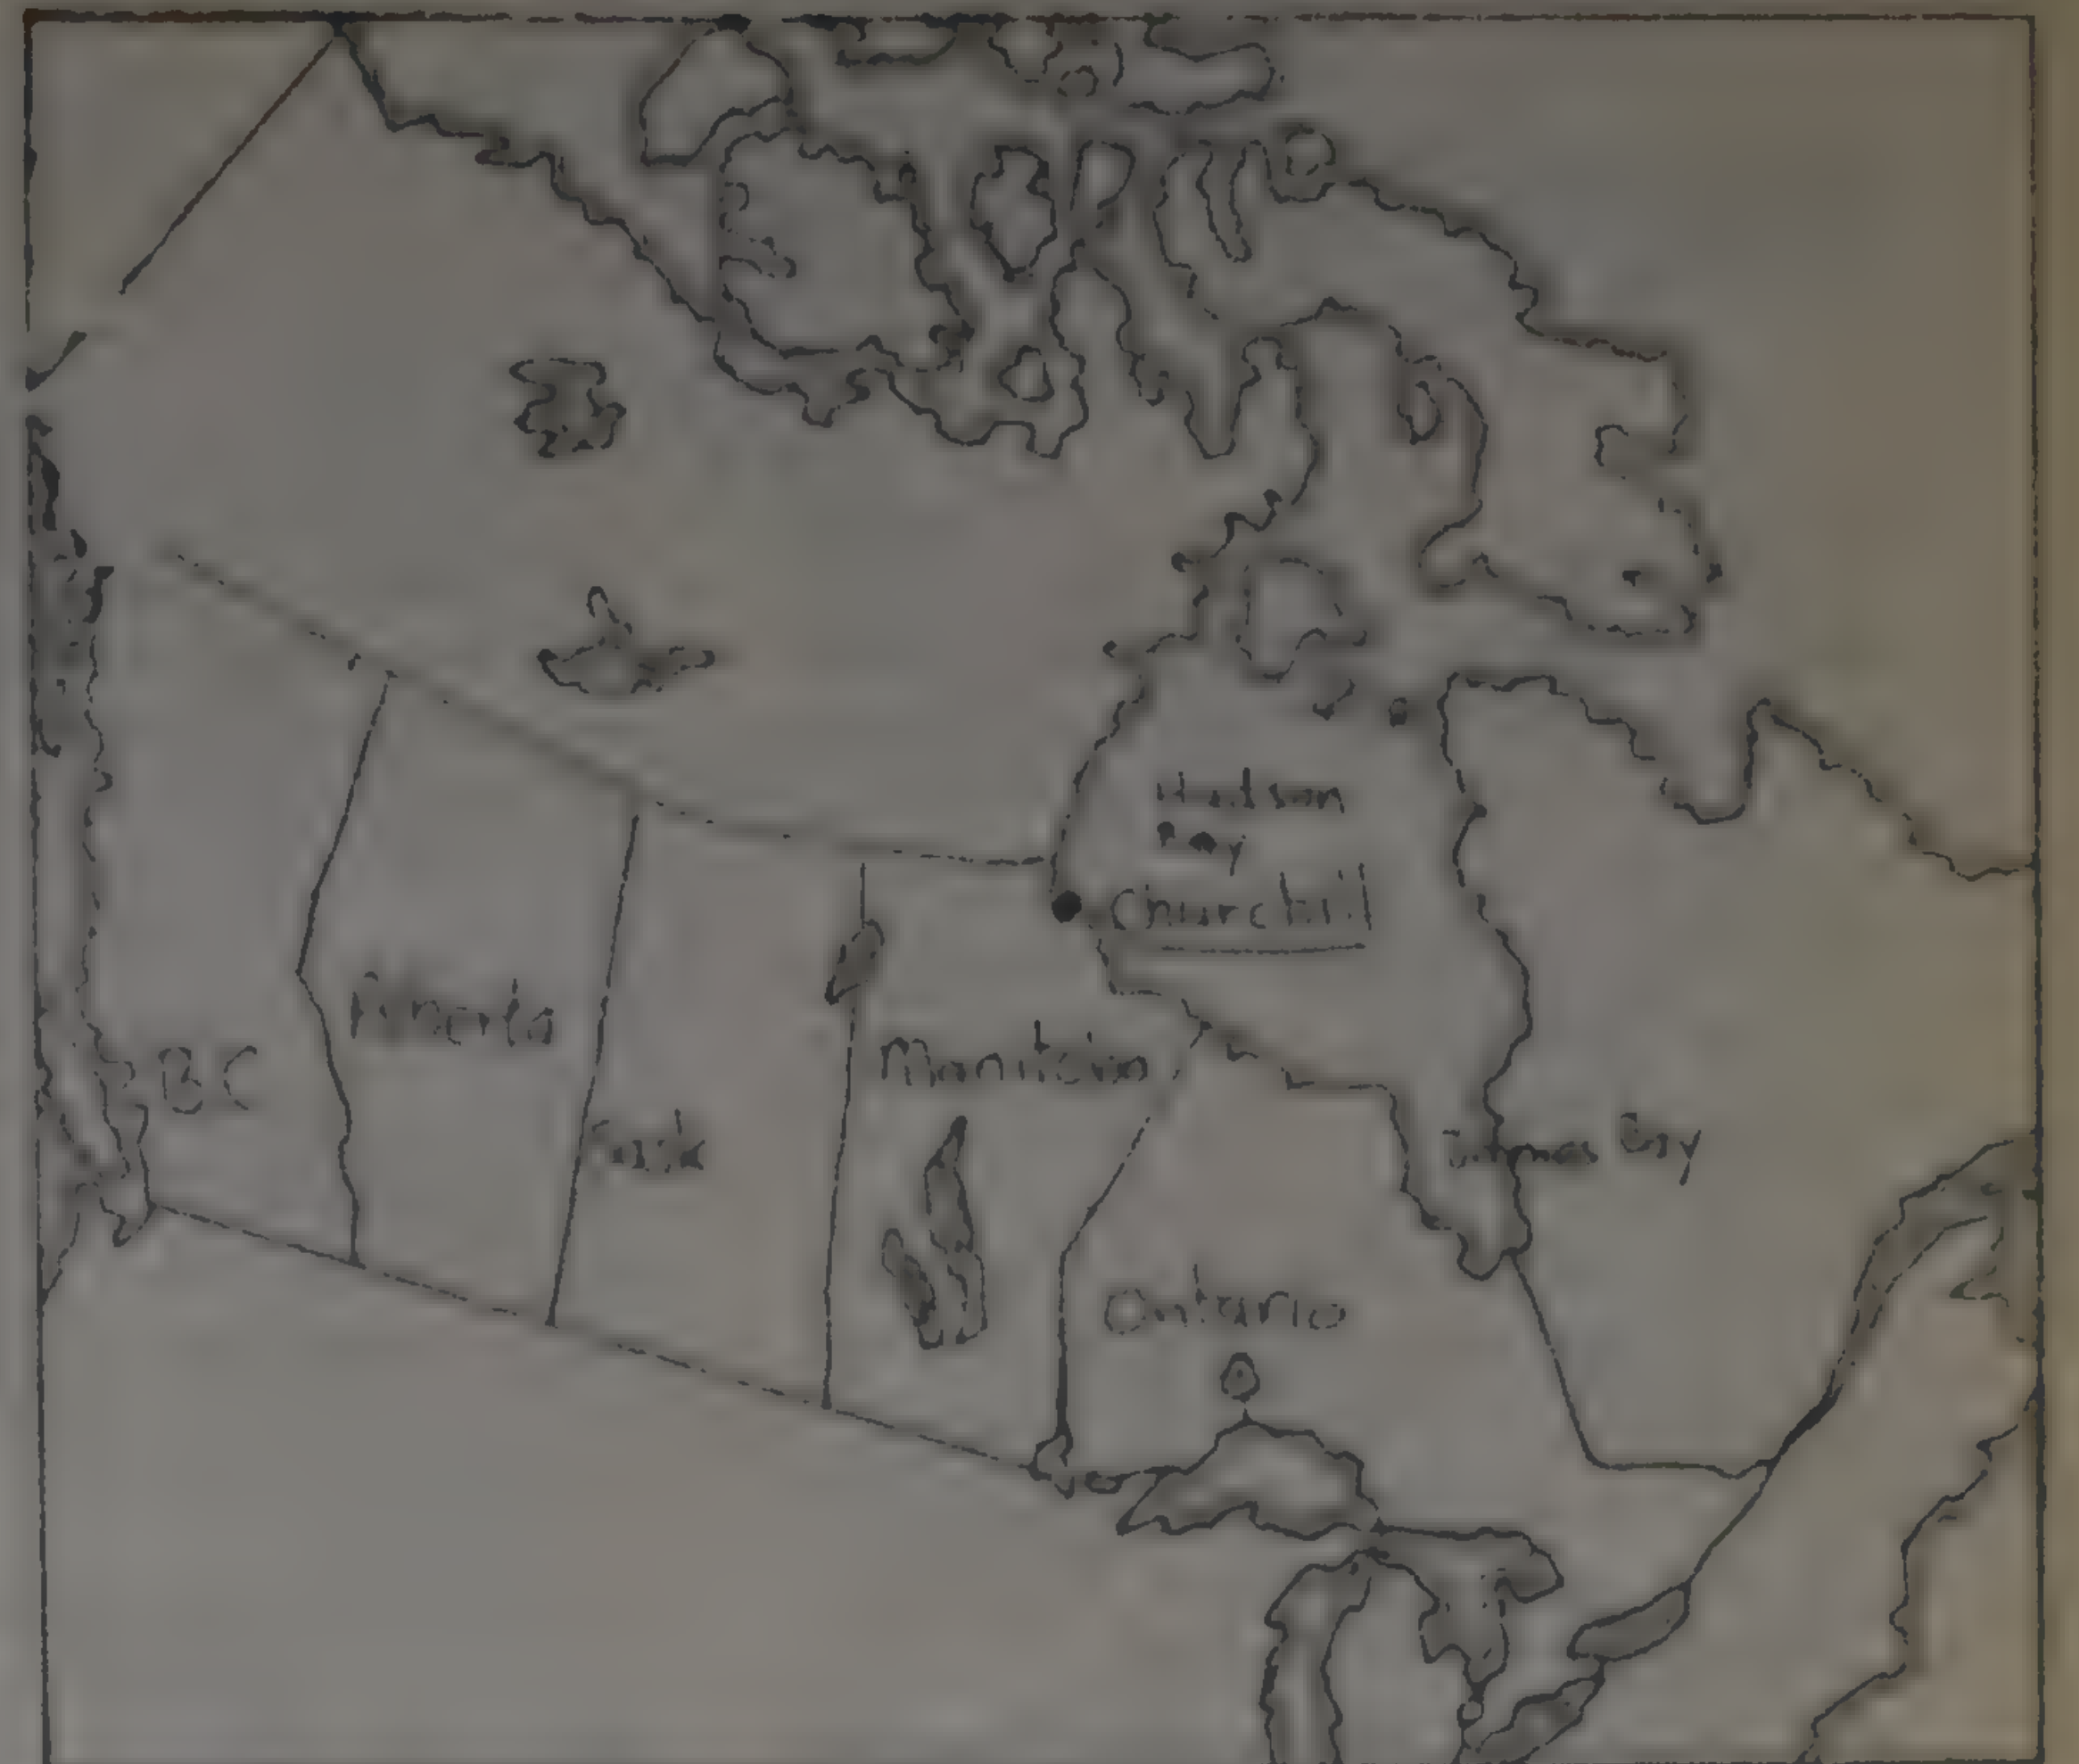 Hudson
Bay
Churchill
Alberta
Manitoba
BC
Sask
James Bay
Ontario